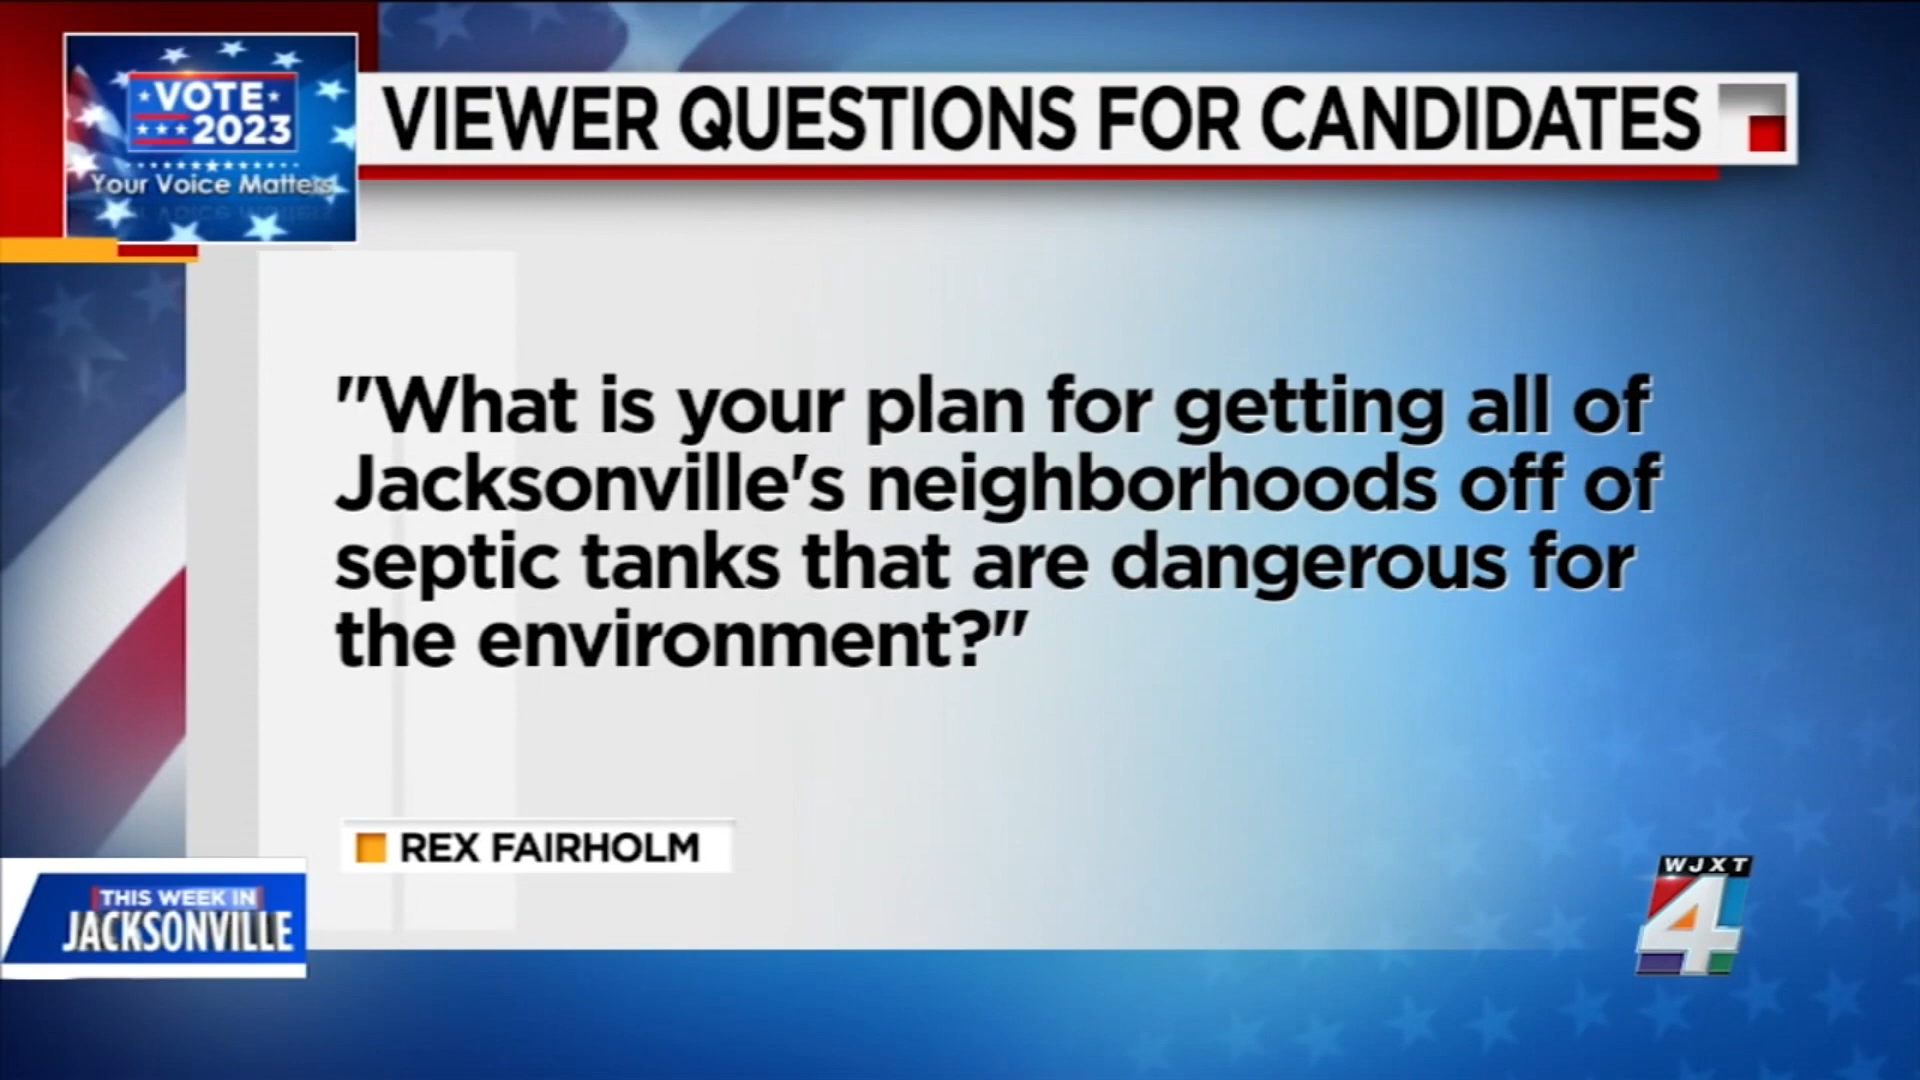 VOTE
2023
Your Voice Matters
VIEWER QUESTIONS FOR CANDIDATES
"What is your plan for getting all of
Jacksonville's neighborhoods off of
septic tanks that are dangerous for
the environment?"
REX FAIRHOLM
THIS WEEK IN
JACKSONVILLE
WJXT
4